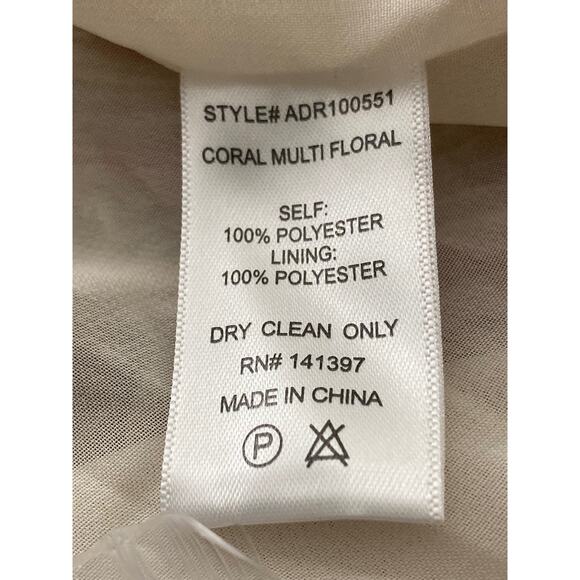 STYLE# ADR100551
CORAL MULTI FLORAL
SELF:
100% POLYESTER
LINING:
100% POLYESTER
DRY CLEAN ONLY
RN# 141397
MADE IN CHINA
P